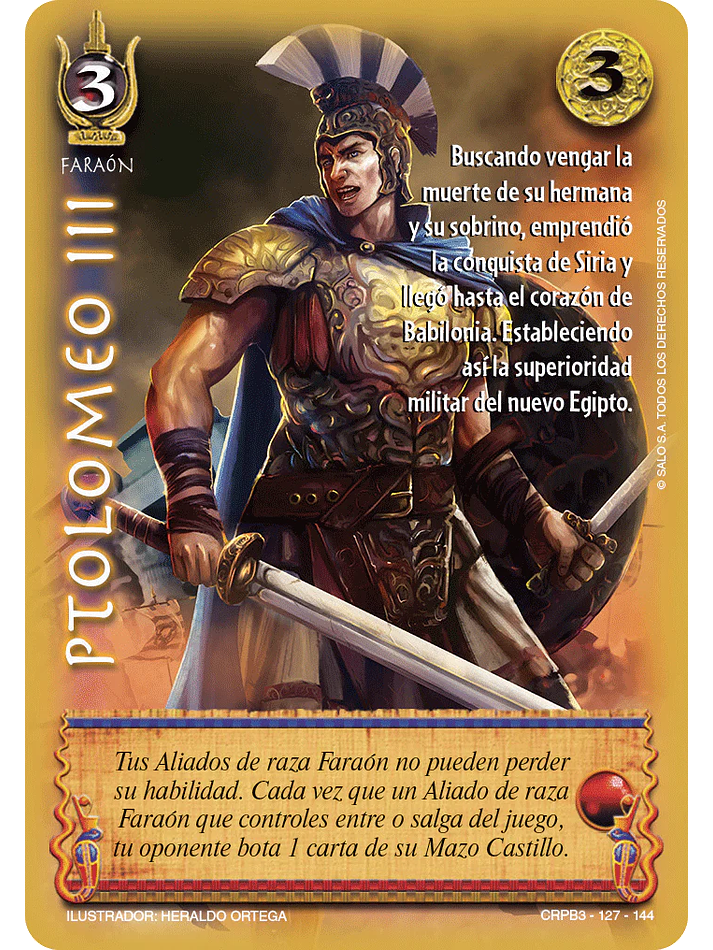 3
FARAÓN
3
PTOLOMEO III
Buscando vengar la
muerte de su hermana
y su sobrino, emprendió
la conquista de Siria y
llegó hasta el corazón de
Babilonia. Estableciendo
así la superioridad
militar del nuevo Egipto.
© SALO S.A. TODOS LOS DERECHOS RESERVADOS
Tus Aliados de raza Faraón no pueden perder
su habilidad. Cada vez que un Aliado de raza
Faraón que controles entre o salga del juego,
tu oponente bota 1 carta de su Mazo Castillo.
ILUSTRADOR: HERALDO ORTEGA
CRPB3 - 127 - 144